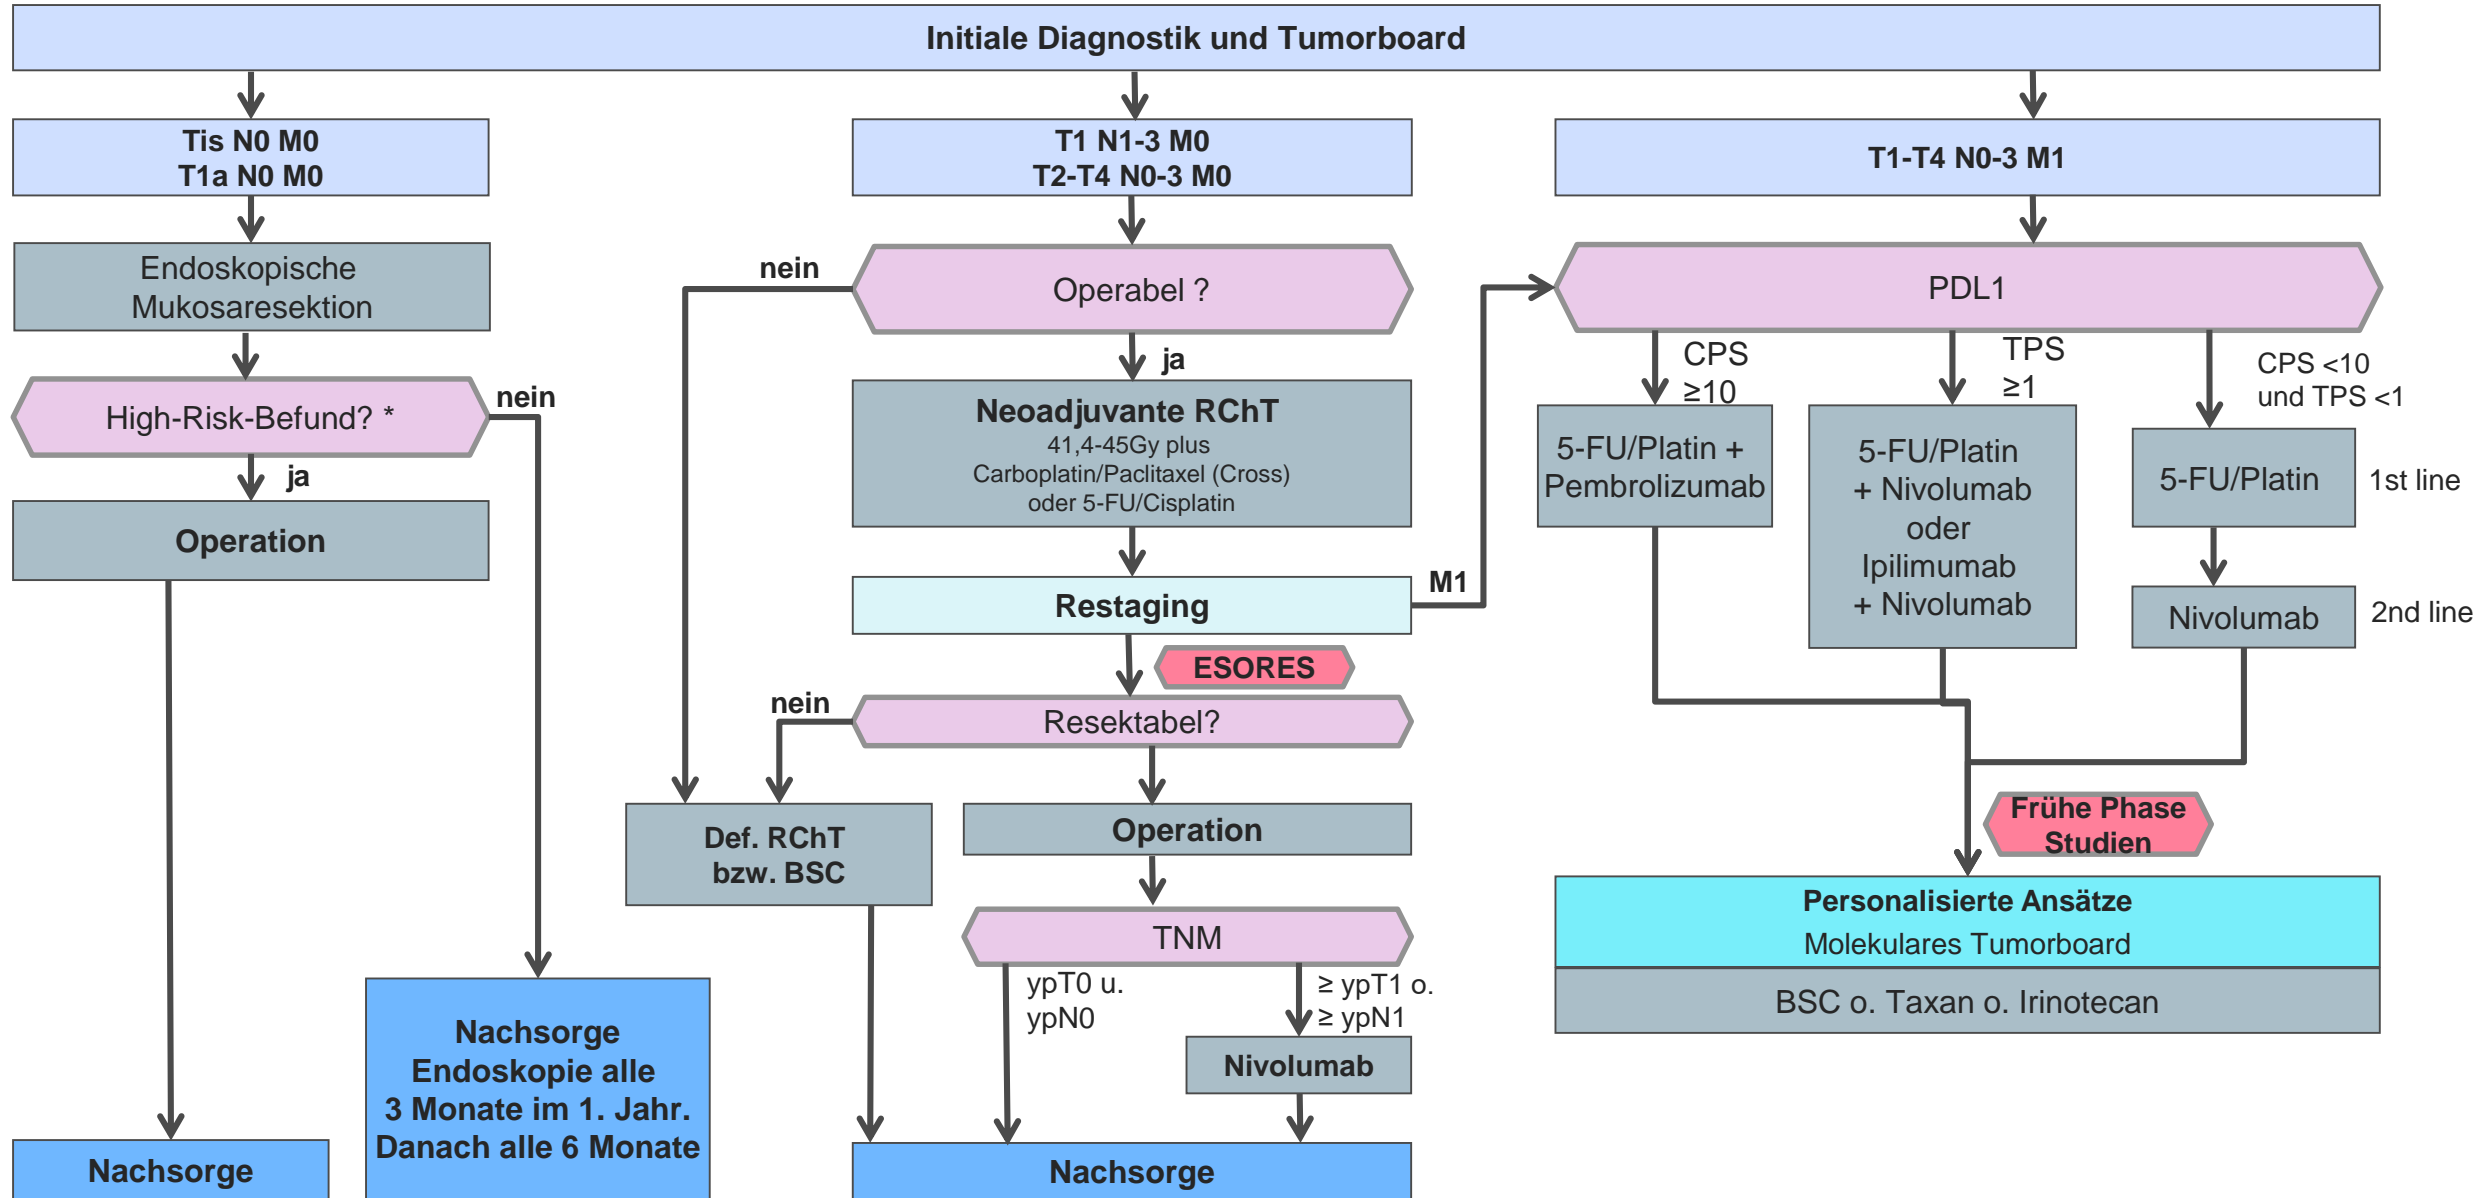 Initiale Diagnostik und Tumorboard
Tis N0 M0
T1a N0 M0
Endoskopische
Mukosaresektion
High-Risk-Befund? *
nein
ja
Operation
Nachsorge
Nachsorge
Endoskopie alle
3 Monate im 1. Jahr.
Danach alle 6 Monate
T1 N1-3 M0
T2-T4 N0-3 M0
nein
Operabel ?
ja
Neoadjuvante RChT
41,4-45Gy plus
Carboplatin/Paclitaxel (Cross)
oder 5-FU/Cisplatin
Restaging
M1
ESORES
nein
Resektabel?
Def. RChT
bzw. BSC
Operation
TNM
ypT0 u.
ypN0
≥ ypT1 o.
≥ ypN1
Nivolumab
Nachsorge
T1-T4 N0-3 M1
PDL1
CPS
≥10
TPS
≥1
CPS <10
und TPS <1
5-FU/Platin +
Pembrolizumab
5-FU/Platin
+ Nivolumab
oder
Ipilimumab
+ Nivolumab
5-FU/Platin
1st line
Nivolumab
2nd line
Frühe Phase
Studien
Personalisierte Ansätze
Molekulares Tumorboard
BSC o. Taxan o. Irinotecan